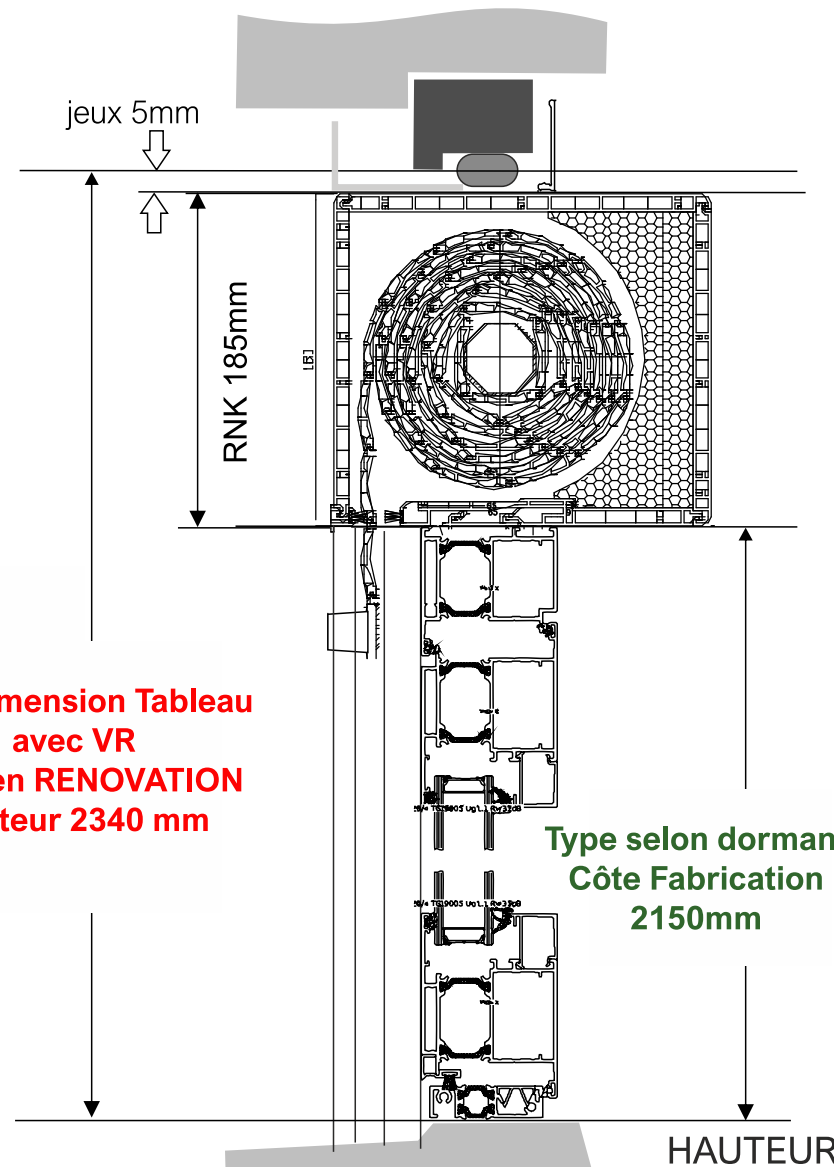 jeux 5mm
RNK 185mm
mension Tableau
avec VR
en RENOVATION
teur 2340 mm
Type selon dorman
Côte Fabrication
2150mm
HAUTEUR